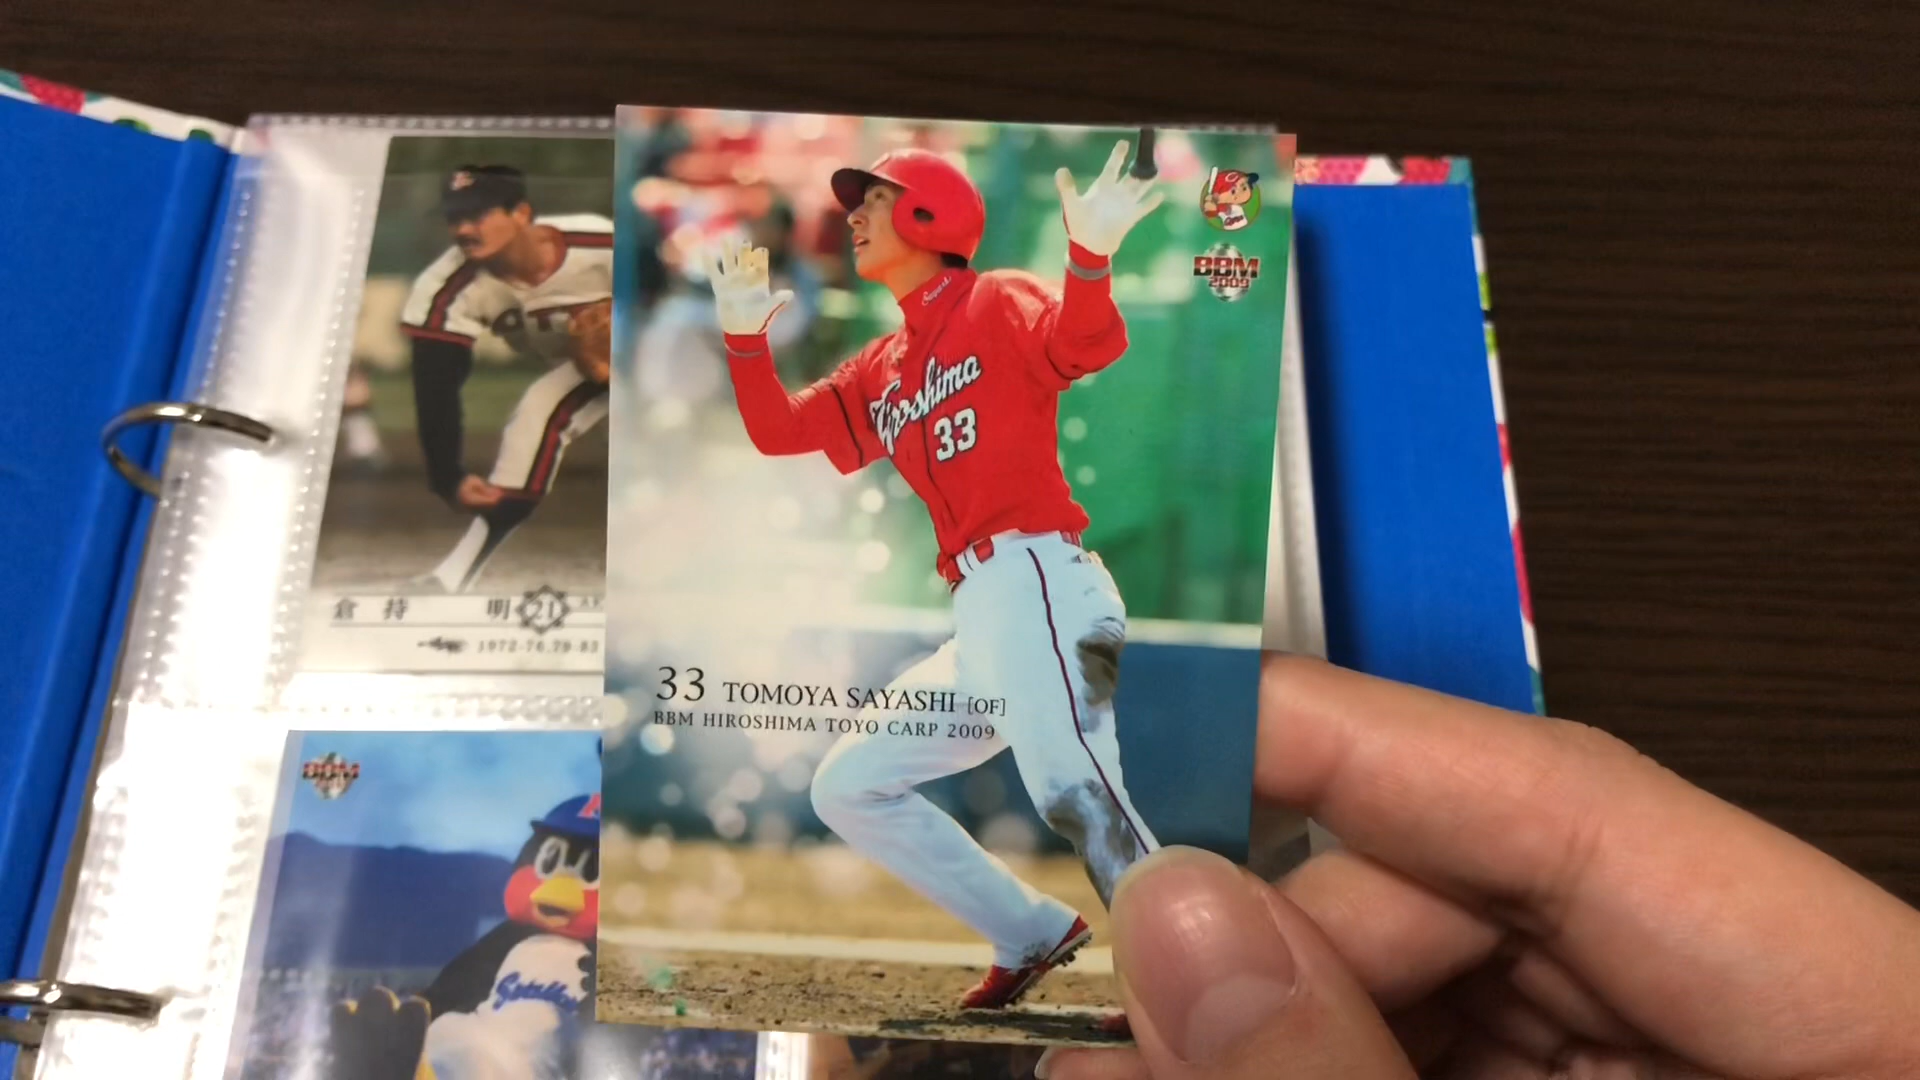 BBM
2009
Sayashi
Hiroshima
33
33 TOMOYA SAYASHI [OF]
BBM HIROSHIMA TOYO CARP 2009
倉持 明 21
1972-76.79-83
BBM